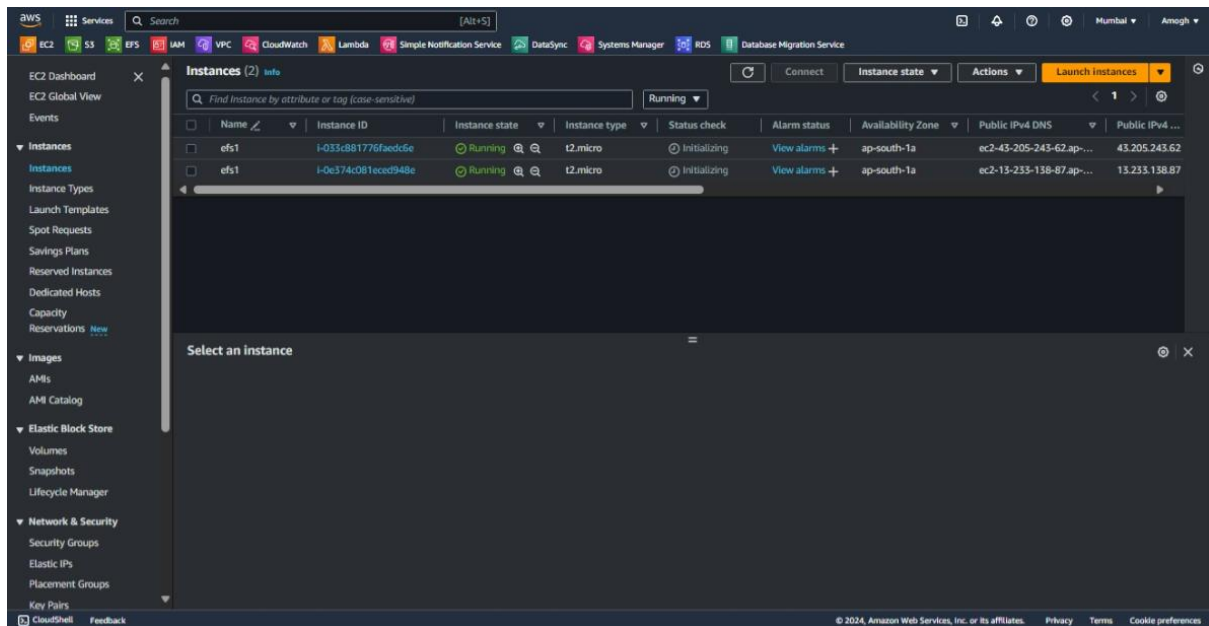 aws Services Search [Alt+S] Mumbai ▼ Amogh ▼
EC2 S3 EFS IAM VPC CloudWatch Lambda Simple Notification Service DataSync Systems Manager RDS Database Migration Service
EC2 Dashboard
EC2 Global View
Events
Instances
Instances
Instance Types
Launch Templates
Spot Requests
Savings Plans
Reserved Instances
Dedicated Hosts
Capacity
Reservations New
Images
AMIs
AMI Catalog
Elastic Block Store
Volumes
Snapshots
Lifecycle Manager
Network & Security
Security Groups
Elastic IPs
Placement Groups
Key Pairs
Instances (2) Info Connect Instance state ▼ Actions ▼ Launch instances ▼
Find Instance by attribute or tag (case-sensitive) Running ▼ < 1 >
Name Instance ID Instance state Instance type Status check Alarm status Availability Zone Public IPv4 DNS Public IPv4 ...
efs1 i-033c881776faedc6e Running t2.micro Initializing View alarms + ap-south-1a ec2-43-205-243-62.ap-... 43.205.243.62
efs1 i-0e374c081eced948e Running t2.micro Initializing View alarms + ap-south-1a ec2-13-233-138-87.ap-... 13.233.138.87
Select an instance
CloudShell Feedback © 2024, Amazon Web Services, Inc. or its affiliates. Privacy Terms Cookie preferences